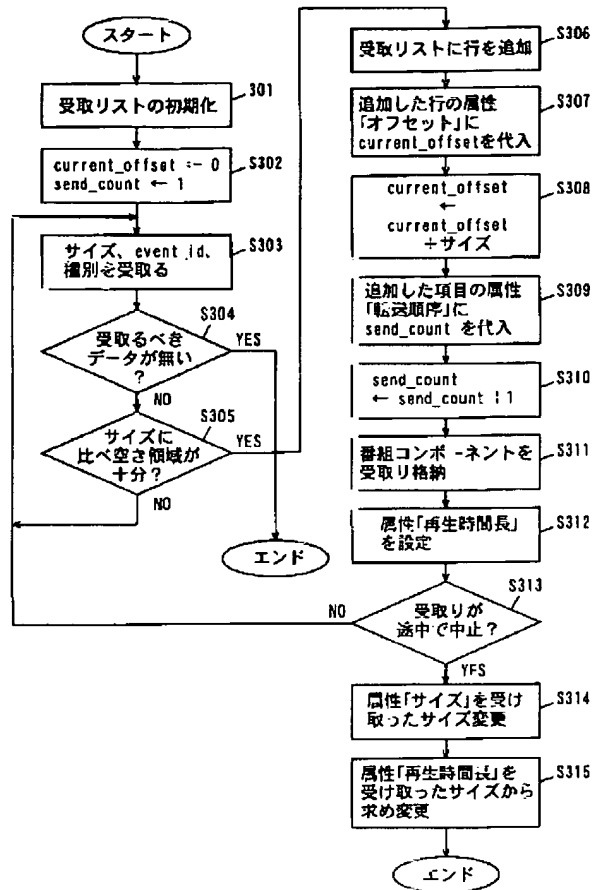 スタート
受取リストの初期化
301
current_offset ← 0
send_count ← 1
S302
サイズ、event_id、
種別を受取る
S303
S304
受取るべき
データが無い
?
YES
NO
S305
サイズに
比べ空き領域が
十分?
YES
NO
エンド
受取リストに行を追加
S306
追加した行の属性
「オフセット」に
current_offsetを代入
S307
current_offset
←
current_offset
+サイズ
S308
追加した項目の属性
「転送順序」に
send_count を代入
S309
send_count
← send_count + 1
S310
番組コンポーネントを
受取り格納
S311
属性「再生時間長」
を設定
S312
S313
受取りが
途中で中止?
NO
YES
属性「サイズ」を受け
取ったサイズ変更
S314
属性「再生時間長」を
受け取ったサイズから
求め変更
S315
エンド